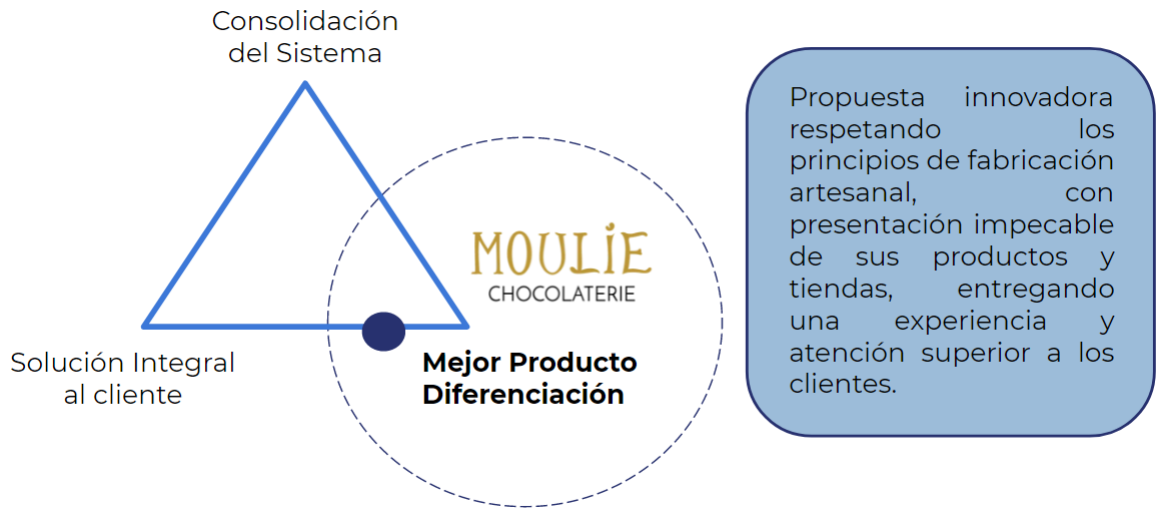 Consolidación
del Sistema
MOULiE
CHOCOLATERIE
Solución Integral
al cliente
Mejor Producto
Diferenciación
Propuesta innovadora
respetando los
principios de fabricación
artesanal, con
presentación impecable
de sus productos y
tiendas, entregando
una experiencia y
atención superior a los
clientes.